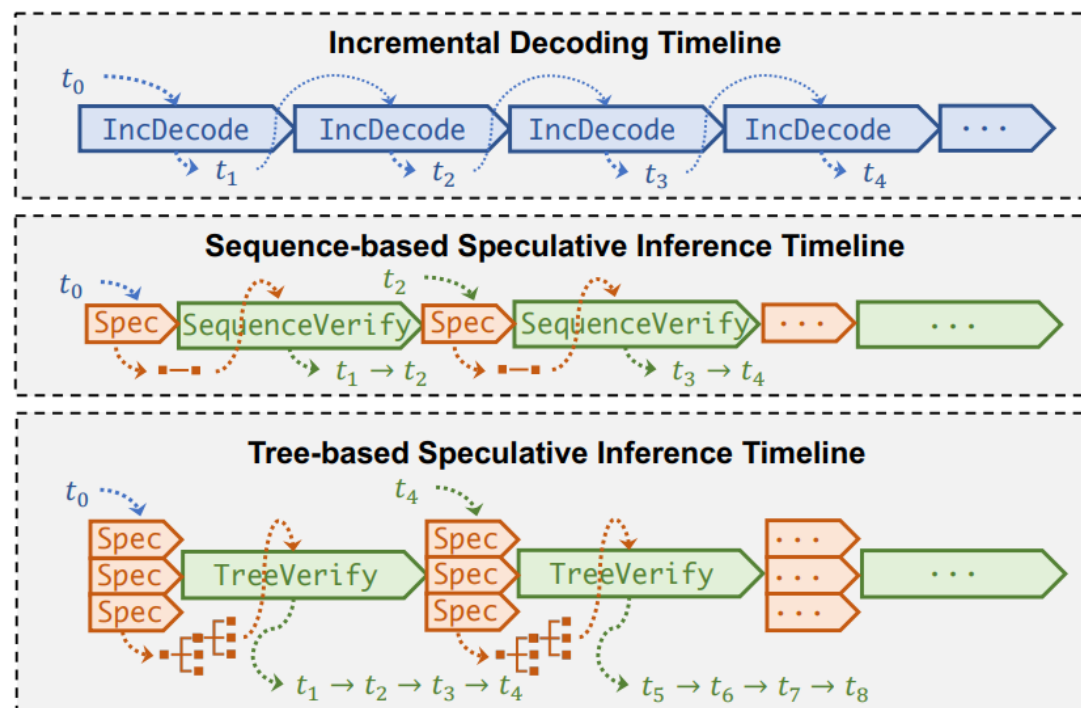 Incremental Decoding Timeline
t₀
IncDecode IncDecode IncDecode IncDecode ...
t₁ t₂ t₃ t₄
Sequence-based Speculative Inference Timeline
t₀ t₂
Spec SequenceVerify Spec SequenceVerify ... ...
t₁ → t₂ t₃ → t₄
Tree-based Speculative Inference Timeline
t₀ t₄
Spec Spec ...
Spec TreeVerify Spec TreeVerify ... ...
Spec Spec ...
t₁ → t₂ → t₃ → t₄ t₅ → t₆ → t₇ → t₈